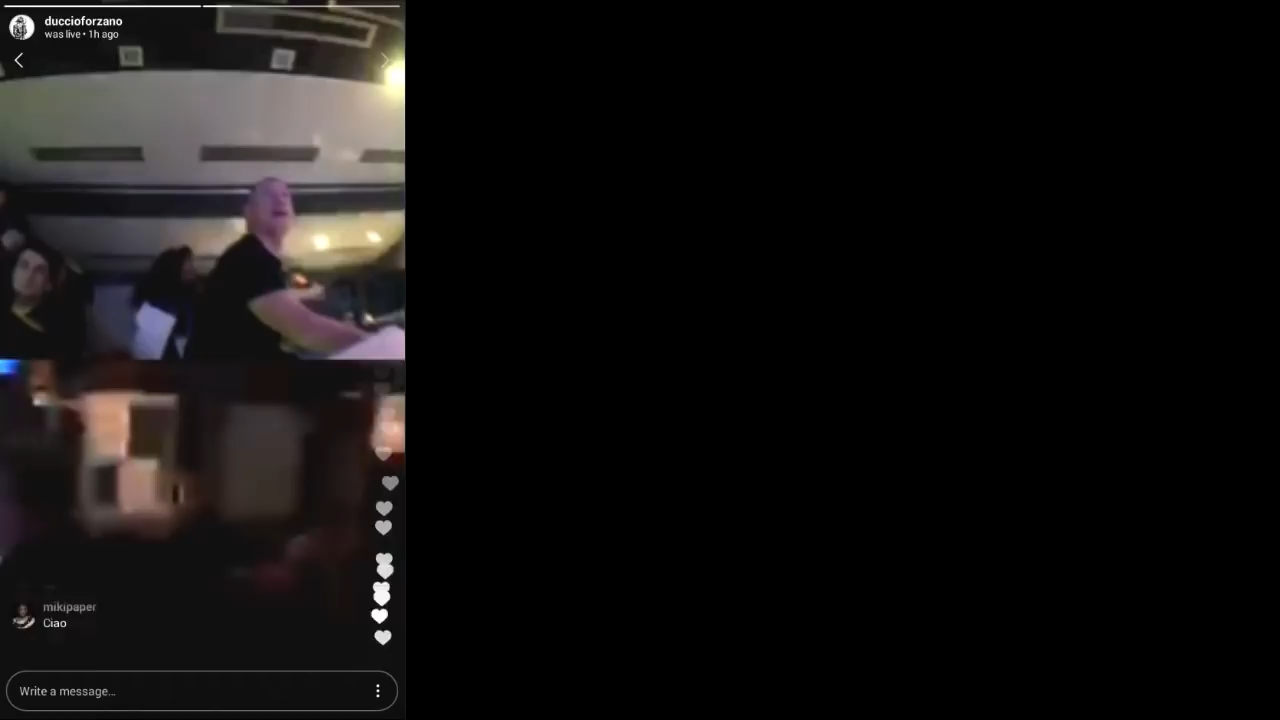 duccioforzano
was live • 1h ago
mikipaper
Ciao
Write a message...